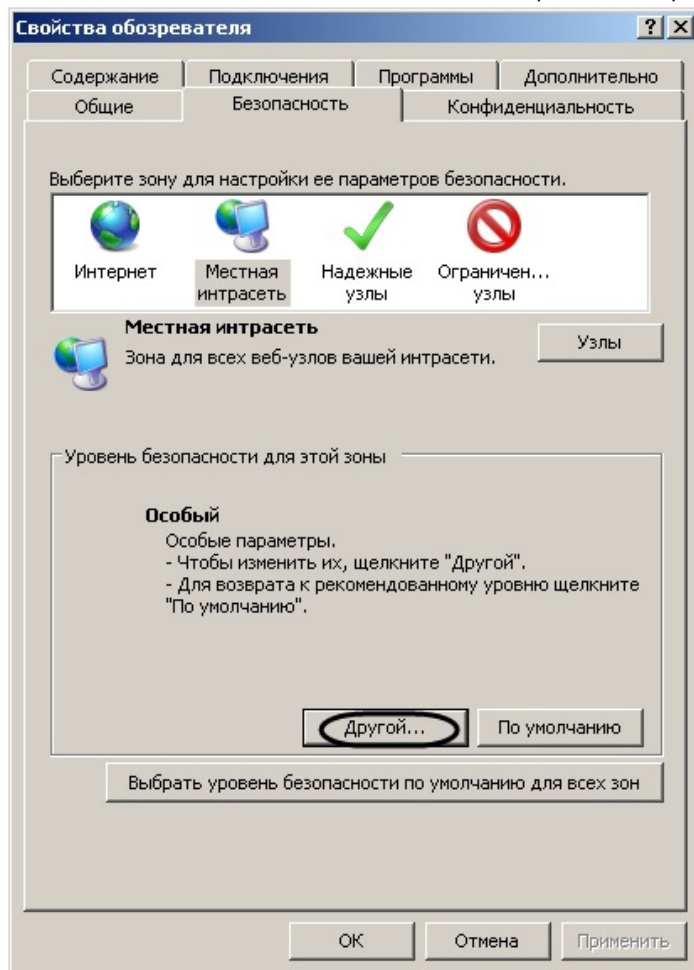 Свойства обозревателя
Содержание Подключения Программы Дополнительно
Общие Безопасность Конфиденциальность
Выберите зону для настройки ее параметров безопасности.
Интернет Местная интрасеть Надежные узлы Ограничен... узлы
Местная интрасеть
Зона для всех веб-узлов вашей интрасети.
Узлы
Уровень безопасности для этой зоны
Особый
Особые параметры.
- Чтобы изменить их, щелкните "Другой".
- Для возврата к рекомендованному уровню щелкните
"По умолчанию".
Другой... По умолчанию
Выбрать уровень безопасности по умолчанию для всех зон
ОК Отмена Применить